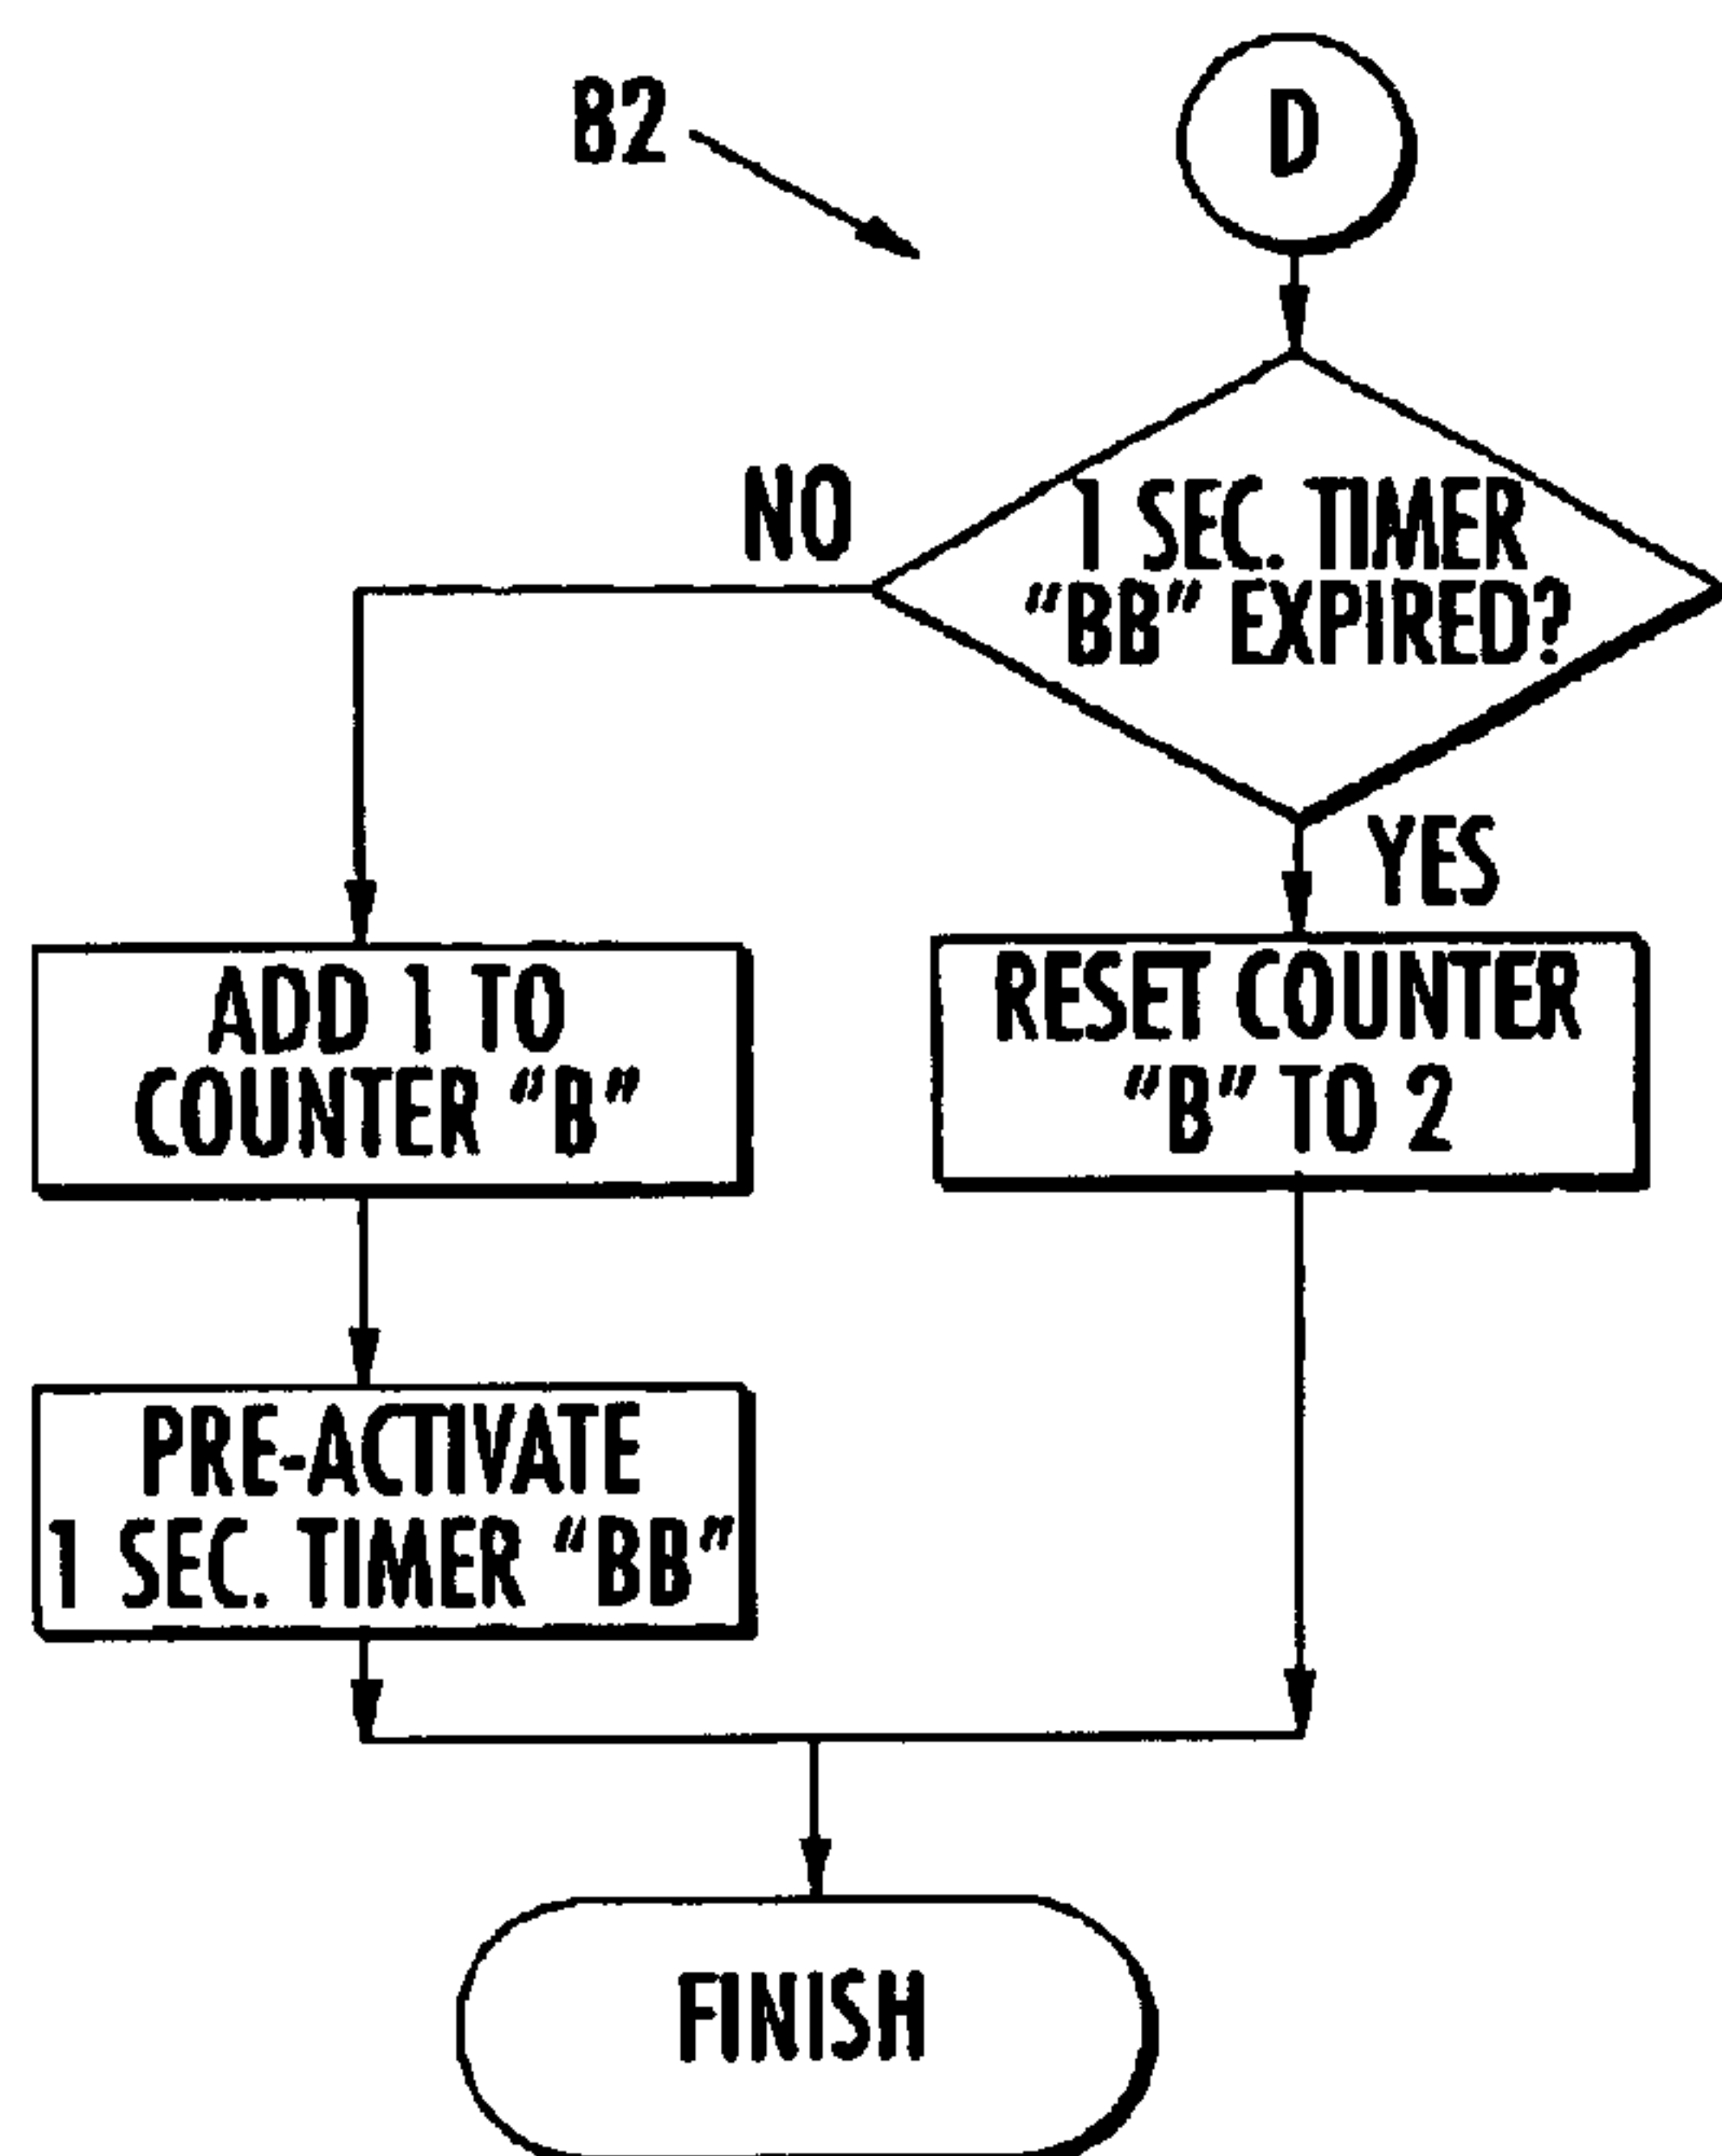 82
D
1 SEC. TIMER
"BB" EXPIRED?
NO
YES
ADD 1 TO
COUNTER "B"
RESET COUNTER
"B" TO 2
PRE-ACTIVATE
1 SEC. TIMER "BB"
FINISH